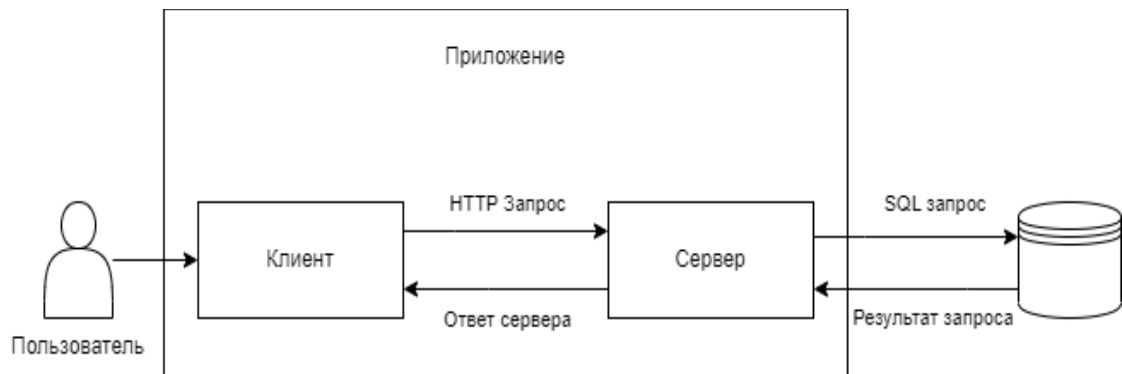 Приложение
HTTP Запрос
SQL запрос
Клиент
Сервер
Ответ сервера
Результат запроса
Пользователь